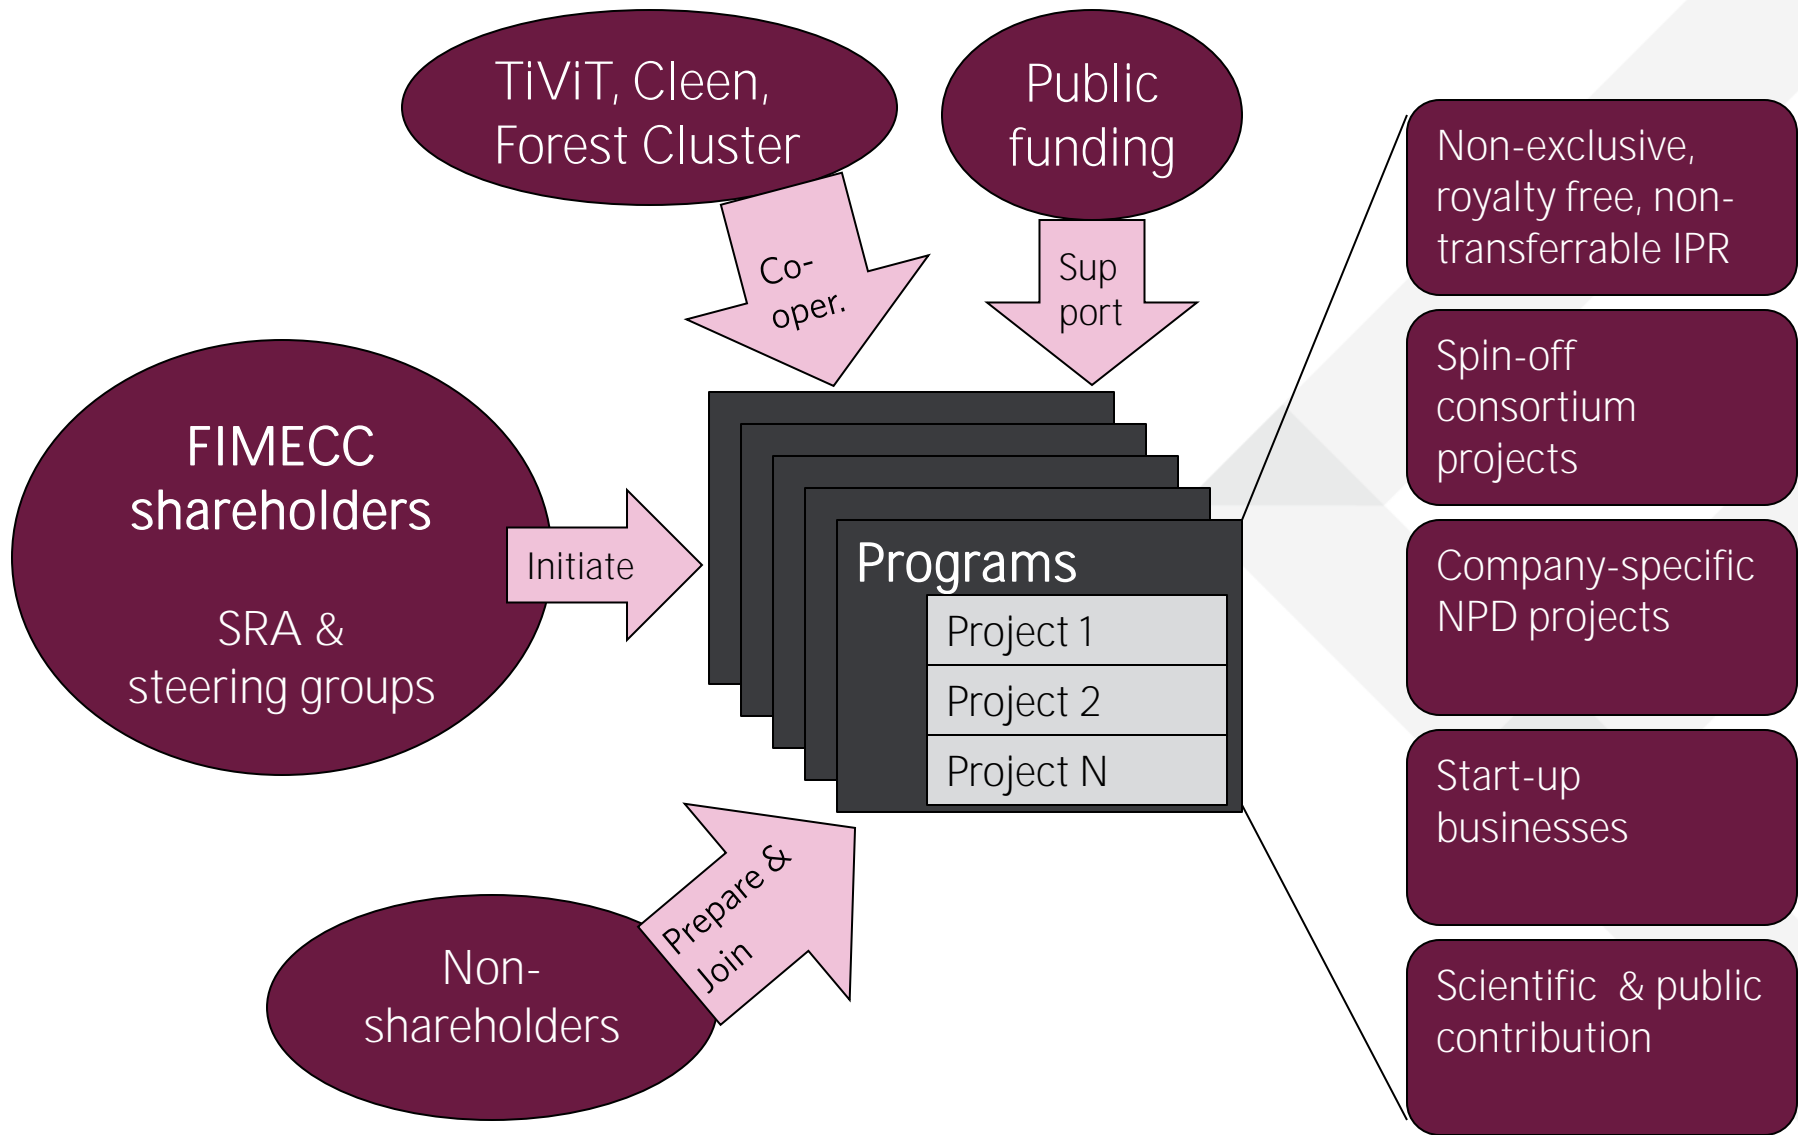 TiViT, Cleen,
Forest Cluster
Public
funding
Co-
oper.
Sup
port
FIMECC
shareholders
SRA &
steering groups
Initiate
Programs
Project 1
Project 2
Project N
Prepare &
Join
Non-
shareholders
Non-exclusive,
royalty free, non-
transferrable IPR
Spin-off
consortium
projects
Company-specific
NPD projects
Start-up
businesses
Scientific & public
contribution